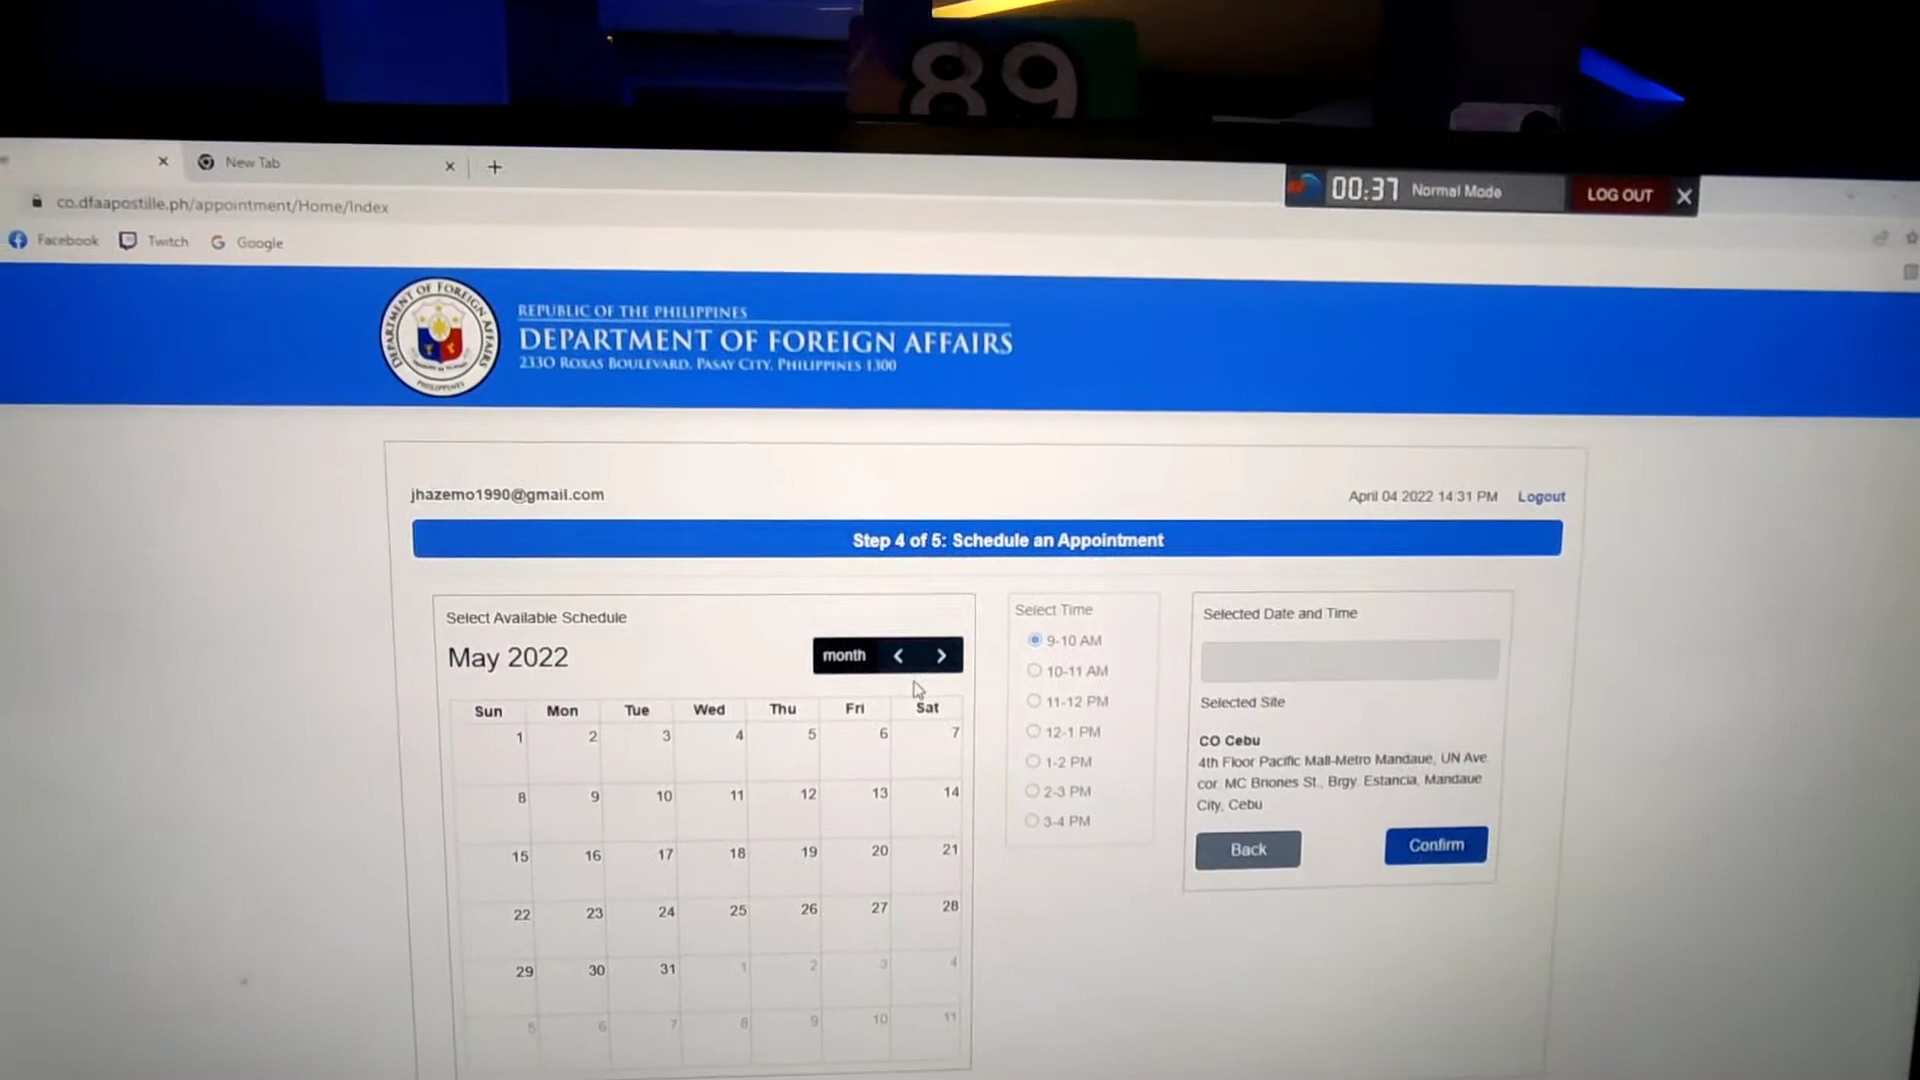 89
New Tab
00:37 Normal Mode LOG OUT
co.dfaapostille.ph/appointment/Home/Index
Facebook Twitch Google
DEPARTMENT OF FOREIGN AFFAIRS
PHILIPPINES
REPUBLIC OF THE PHILIPPINES
DEPARTMENT OF FOREIGN AFFAIRS
2330 ROXAS BOULEVARD, PASAY CITY, PHILIPPINES 1300
jhazemo1990@gmail.com
April 04 2022 14 31 PM Logout
Step 4 of 5: Schedule an Appointment
Select Available Schedule
May 2022
month
Sun Mon Tue Wed Thu Fri Sat
1 2 3 4 5 6 7
8 9 10 11 12 13 14
15 16 17 18 19 20 21
22 23 24 25 26 27 28
29 30 31 1 2 3 4
5 6 7 8 9 10 11
Select Time
9-10 AM
10-11 AM
11-12 PM
12-1 PM
1-2 PM
2-3 PM
3-4 PM
Selected Date and Time
Selected Site
CO Cebu
4th Floor Pacific Mall-Metro Mandaue, UN Ave
cor. MC Briones St., Brgy. Estancia, Mandaue
City, Cebu
Back
Confirm